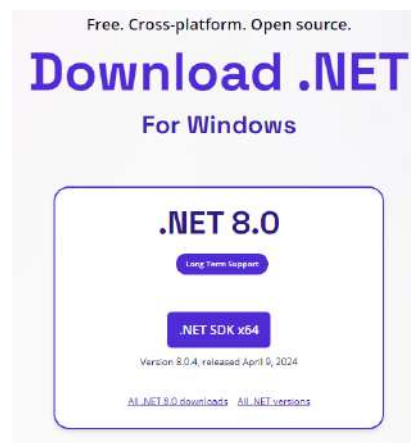 Free. Cross-platform. Open source.
Download .NET
For Windows
.NET 8.0
Long Term Support
.NET SDK x64
Version 8.0.4, released April 9, 2024
All .NET 8.0 downloads All .NET versions